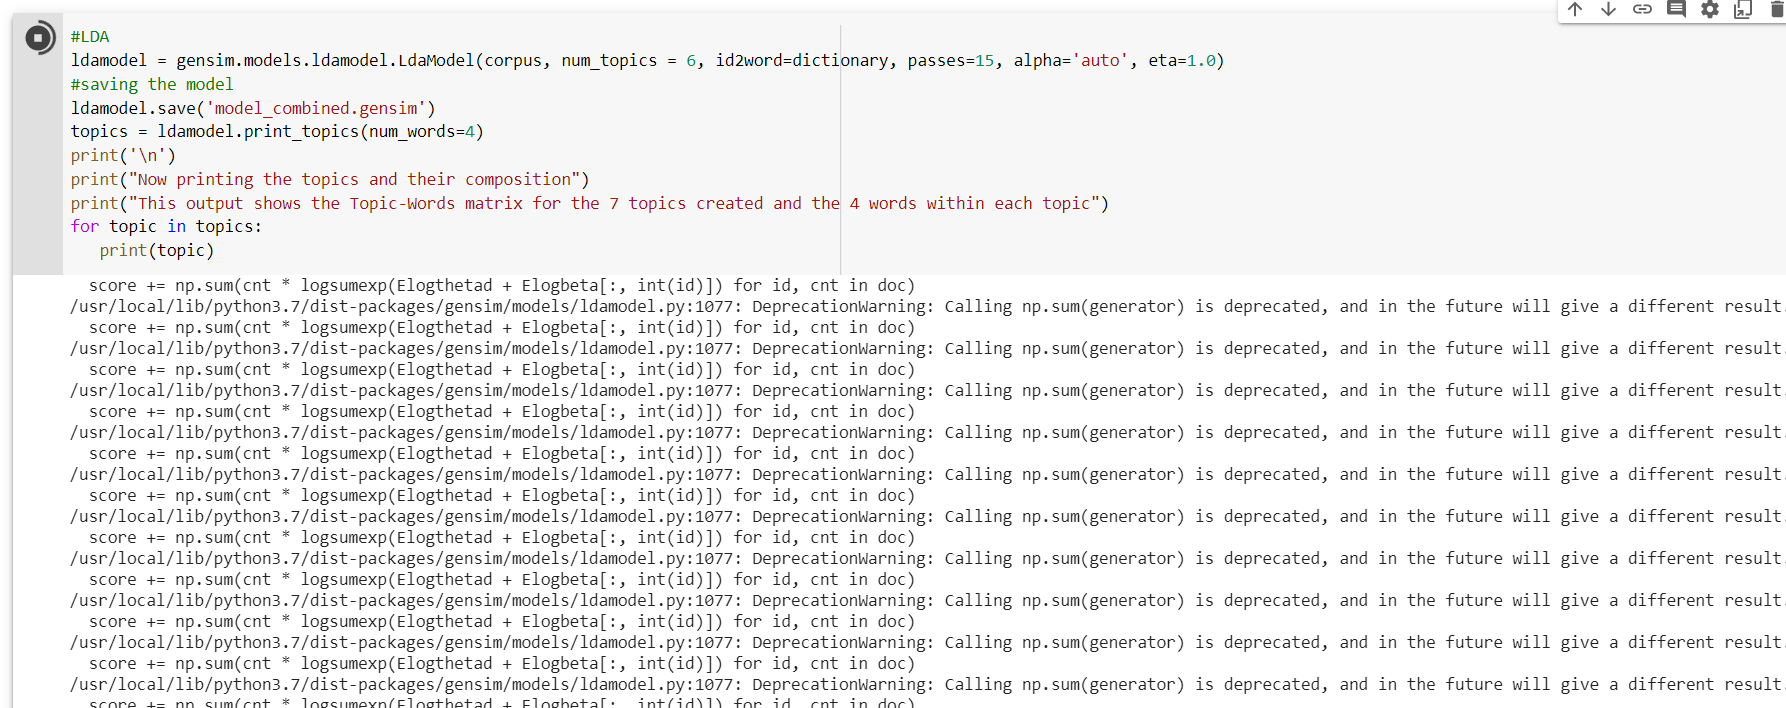 #LDA
ldamodel = gensim.models.ldamodel.LdaModel(corpus, num_topics = 6, id2word=dictionary, passes=15, alpha='auto', eta=1.0)
#saving the model
ldamodel.save('model_combined.gensim')
topics = ldamodel.print_topics(num_words=4)
print('\n')
print("Now printing the topics and their composition")
print("This output shows the Topic-Words matrix for the 7 topics created and the 4 words within each topic")
for topic in topics:
   print(topic)
  score += np.sum(cnt * logsumexp(Elogthetad + Elogbeta[:, int(id)]) for id, cnt in doc)
/usr/local/lib/python3.7/dist-packages/gensim/models/ldamodel.py:1077: DeprecationWarning: Calling np.sum(generator) is deprecated, and in the future will give a different result.
  score += np.sum(cnt * logsumexp(Elogthetad + Elogbeta[:, int(id)]) for id, cnt in doc)
/usr/local/lib/python3.7/dist-packages/gensim/models/ldamodel.py:1077: DeprecationWarning: Calling np.sum(generator) is deprecated, and in the future will give a different result.
  score += np.sum(cnt * logsumexp(Elogthetad + Elogbeta[:, int(id)]) for id, cnt in doc)
/usr/local/lib/python3.7/dist-packages/gensim/models/ldamodel.py:1077: DeprecationWarning: Calling np.sum(generator) is deprecated, and in the future will give a different result.
  score += np.sum(cnt * logsumexp(Elogthetad + Elogbeta[:, int(id)]) for id, cnt in doc)
/usr/local/lib/python3.7/dist-packages/gensim/models/ldamodel.py:1077: DeprecationWarning: Calling np.sum(generator) is deprecated, and in the future will give a different result.
  score += np.sum(cnt * logsumexp(Elogthetad + Elogbeta[:, int(id)]) for id, cnt in doc)
/usr/local/lib/python3.7/dist-packages/gensim/models/ldamodel.py:1077: DeprecationWarning: Calling np.sum(generator) is deprecated, and in the future will give a different result.
  score += np.sum(cnt * logsumexp(Elogthetad + Elogbeta[:, int(id)]) for id, cnt in doc)
/usr/local/lib/python3.7/dist-packages/gensim/models/ldamodel.py:1077: DeprecationWarning: Calling np.sum(generator) is deprecated, and in the future will give a different result.
  score += np.sum(cnt * logsumexp(Elogthetad + Elogbeta[:, int(id)]) for id, cnt in doc)
/usr/local/lib/python3.7/dist-packages/gensim/models/ldamodel.py:1077: DeprecationWarning: Calling np.sum(generator) is deprecated, and in the future will give a different result.
  score += np.sum(cnt * logsumexp(Elogthetad + Elogbeta[:, int(id)]) for id, cnt in doc)
/usr/local/lib/python3.7/dist-packages/gensim/models/ldamodel.py:1077: DeprecationWarning: Calling np.sum(generator) is deprecated, and in the future will give a different result.
  score += np.sum(cnt * logsumexp(Elogthetad + Elogbeta[:, int(id)]) for id, cnt in doc)
/usr/local/lib/python3.7/dist-packages/gensim/models/ldamodel.py:1077: DeprecationWarning: Calling np.sum(generator) is deprecated, and in the future will give a different result.
  score += np.sum(cnt * logsumexp(Elogthetad + Elogbeta[:, int(id)]) for id, cnt in doc)
/usr/local/lib/python3.7/dist-packages/gensim/models/ldamodel.py:1077: DeprecationWarning: Calling np.sum(generator) is deprecated, and in the future will give a different result.
  score += np.sum(cnt * logsumexp(Elogthetad + Elogbeta[:, int(id)]) for id, cnt in doc)